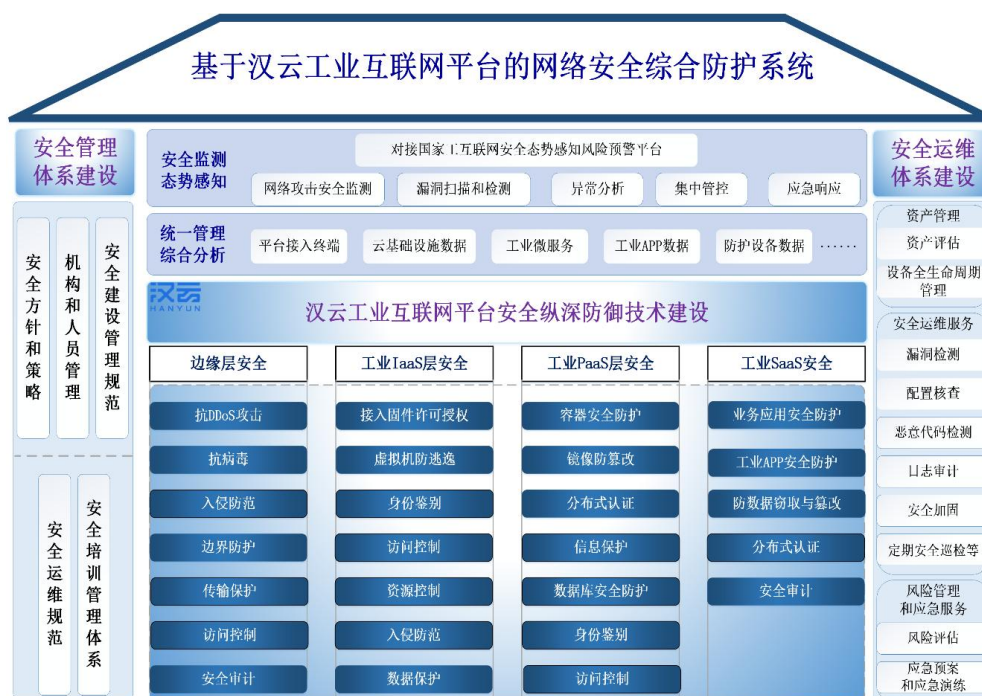 基于汉云工业互联网平台的网络安全综合防护系统
安全管理
体系建设
安全方针和策略
机构和人员管理
安全建设管理规范
安全运维规范
安全培训管理体系
安全监测
态势感知
对接国家工互联网安全态势感知风险预警平台
网络攻击安全监测
漏洞扫描和检测
异常分析
集中管控
应急响应
统一管理
综合分析
平台接入终端
云基础设施数据
工业微服务
工业APP数据
防护设备数据
······
汉云
HANYUN
汉云工业互联网平台安全纵深防御技术建设
边缘层安全
抗DDoS攻击
抗病毒
入侵防范
边界防护
传输保护
访问控制
安全审计
工业IaaS层安全
接入固件许可授权
虚拟机防逃逸
身份鉴别
访问控制
资源控制
入侵防范
数据保护
工业PaaS层安全
容器安全防护
镜像防篡改
分布式认证
信息保护
数据库安全防护
身份鉴别
访问控制
工业SaaS安全
业务应用安全防护
工业APP安全防护
防数据窃取与篡改
分布式认证
安全审计
安全运维
体系建设
资产管理
资产评估
设备全生命周期
管理
安全运维服务
漏洞检测
配置核查
恶意代码检测
日志审计
安全加固
定期安全巡检等
风险管理
和应急服务
风险评估
应急预案
和应急演练